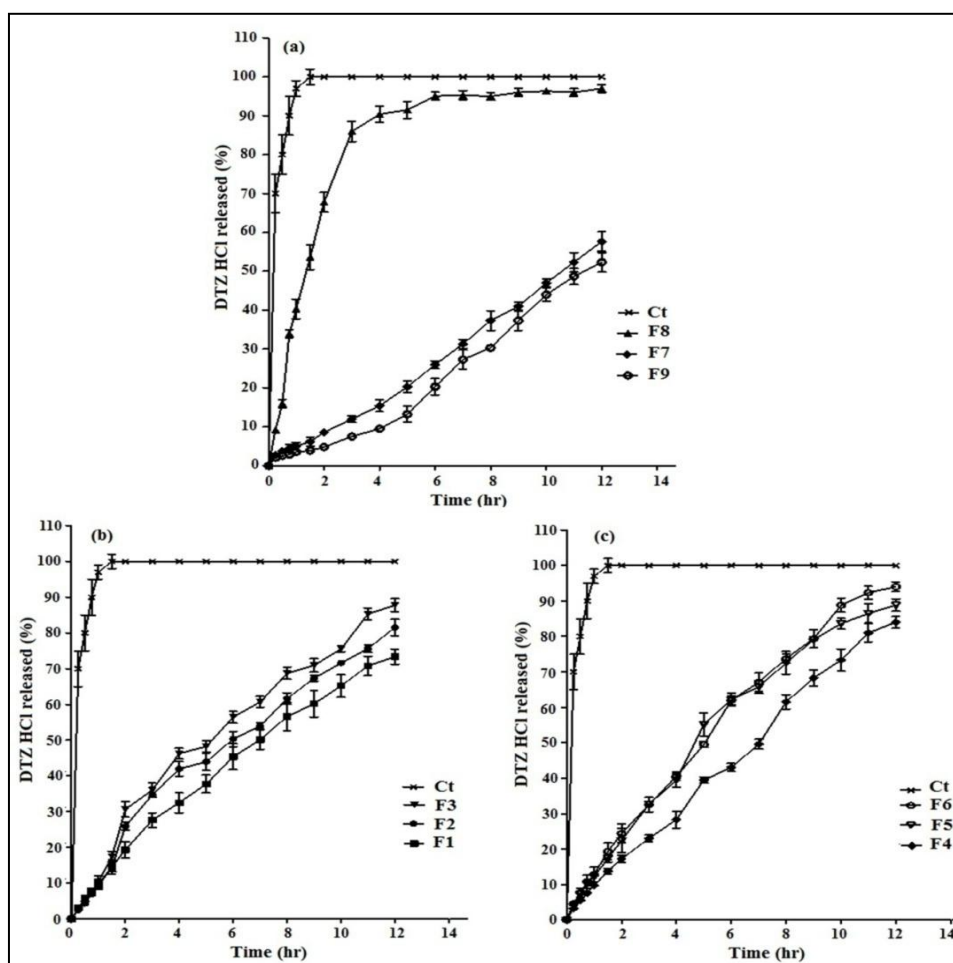 (a)
DTZ HCl released (%)
110
100
90
80
70
60
50
40
30
20
10
0
0 2 4 6 8 10 12 14
Time (hr)
Ct
F8
F7
F9
(b)
DTZ HCl released (%)
110
100
90
80
70
60
50
40
30
20
10
0
0 2 4 6 8 10 12 14
Time (hr)
Ct
F3
F2
F1
(c)
DTZ HCl released (%)
110
100
90
80
70
60
50
40
30
20
10
0
0 2 4 6 8 10 12 14
Time (hr)
Ct
F6
F5
F4